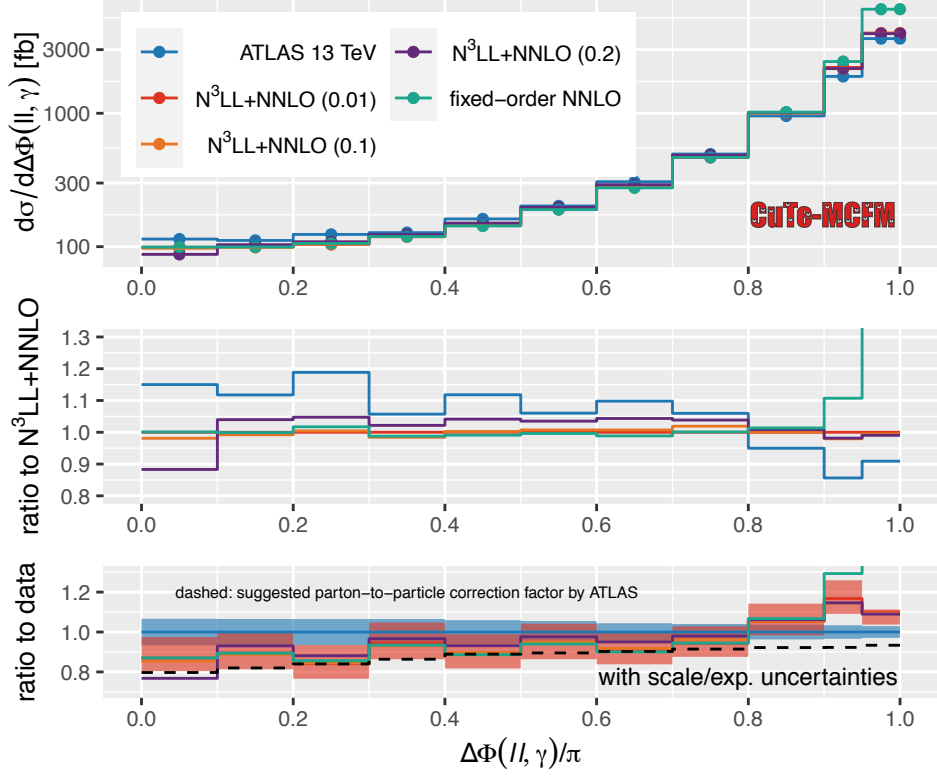 dσ/dΔΦ(ll, γ) [fb]
3000
1000
300
100
ATLAS 13 TeV
N³LL+NNLO (0.01)
N³LL+NNLO (0.1)
N³LL+NNLO (0.2)
fixed-order NNLO
CuTe-MCFM
0.0 0.2 0.4 0.6 0.8 1.0
ratio to N³LL+NNLO
1.3
1.2
1.1
1.0
0.9
0.8
0.0 0.2 0.4 0.6 0.8 1.0
ratio to data
1.2
1.0
0.8
dashed: suggested parton-to-particle correction factor by ATLAS
with scale/exp. uncertainties
0.0 0.2 0.4 0.6 0.8 1.0
ΔΦ(ll, γ)/π